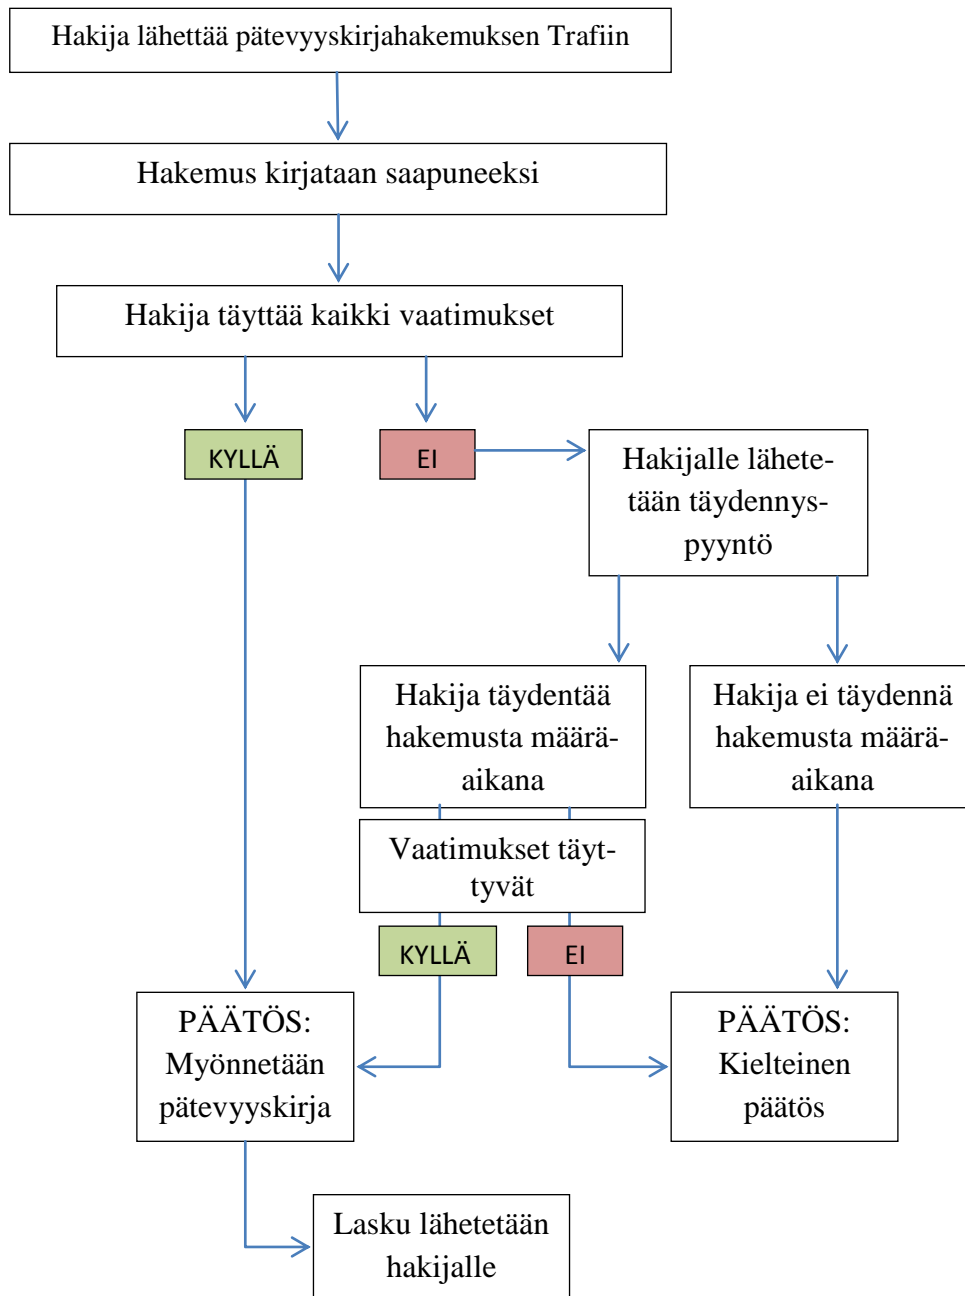 Hakija lähettää pätevyyskirjahakemuksen Trafiin
Hakemus kirjataan saapuneeksi
Hakija täyttää kaikki vaatimukset
KYLLÄ
EI
Hakijalle lähete-
tään täydennys-
pyyntö
Hakija täydentää
hakemusta määrä-
aikana
Hakija ei täydennä
hakemusta määrä-
aikana
Vaatimukset täyt-
tyvät
KYLLÄ
EI
PÄÄTÖS:
Myönnetään
pätevyyskirja
PÄÄTÖS:
Kielteinen
päätös
Lasku lähetetään
hakijalle